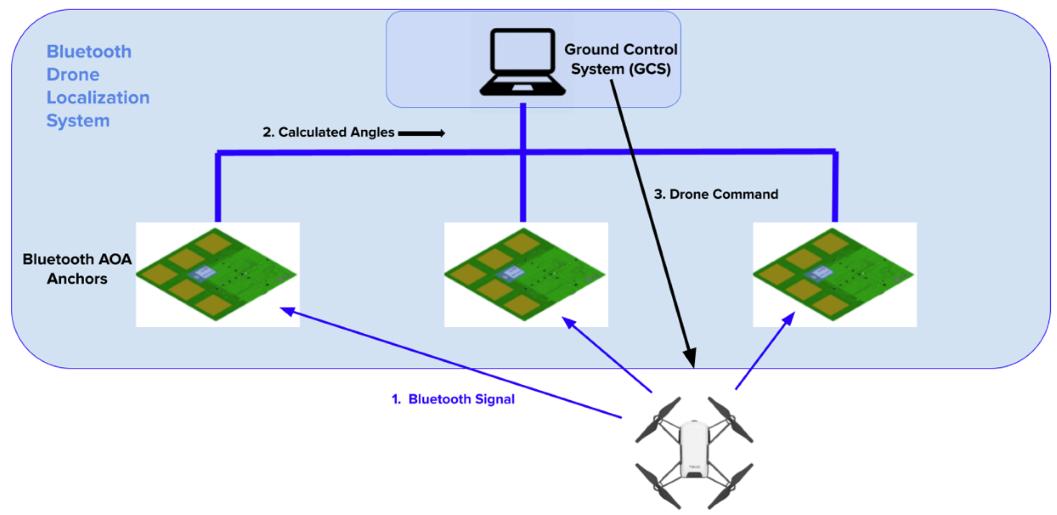 Bluetooth
Drone
Localization
System
Ground Control
System (GCS)
2. Calculated Angles
3. Drone Command
Bluetooth AOA
Anchors
1. Bluetooth Signal